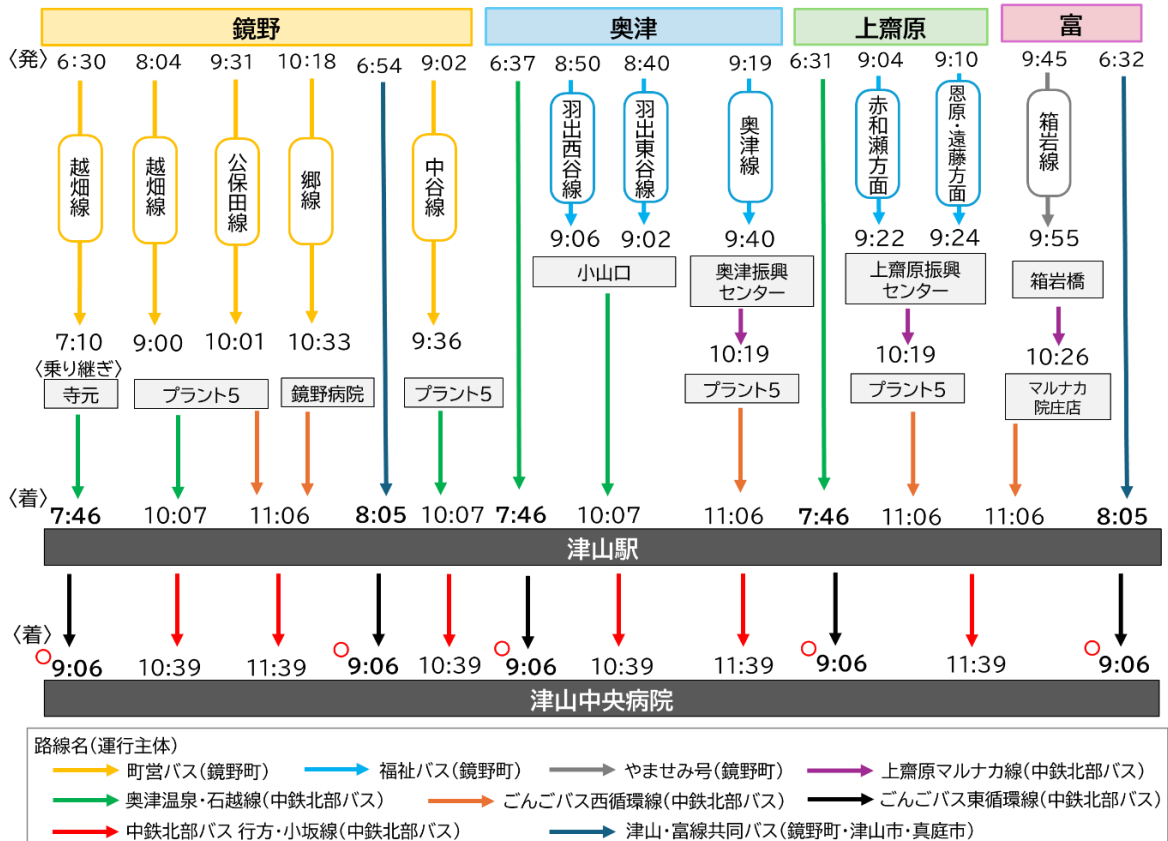 鏡野 奥津 上齋原 富
〈発〉 6:30 8:04 9:31 10:18 6:54 9:02 6:37 8:50 8:40 9:19 6:31 9:04 9:10 9:45 6:32
越畑線 越畑線 公保田線 郷線 中谷線 羽出西谷線 羽出東谷線 奥津線 赤和瀬方面 恩原・遠藤方面 箱岩線
9:06 9:02 9:40 9:22 9:24 9:55
小山口 奥津振興センター 上齋原振興センター 箱岩橋
7:10 9:00 10:01 10:33 9:36 10:19 10:19 10:26
〈乗り継ぎ〉
寺元 プラント5 鏡野病院 プラント5 プラント5 プラント5 マルナカ院庄店
〈着〉 7:46 10:07 11:06 8:05 10:07 7:46 10:07 11:06 7:46 11:06 11:06 8:05
津山駅
〈着〉 9:06 10:39 11:39 9:06 10:39 9:06 10:39 11:39 9:06 11:39 9:06
津山中央病院
路線名(運行主体)
町営バス(鏡野町) 福祉バス(鏡野町) やませみ号(鏡野町) 上齋原マルナカ線(中鉄北部バス)
奥津温泉・石越線(中鉄北部バス) ごんごバス西循環線(中鉄北部バス) ごんごバス東循環線(中鉄北部バス)
中鉄北部バス 行方・小坂線(中鉄北部バス) 津山・富線共同バス(鏡野町・津山市・真庭市)